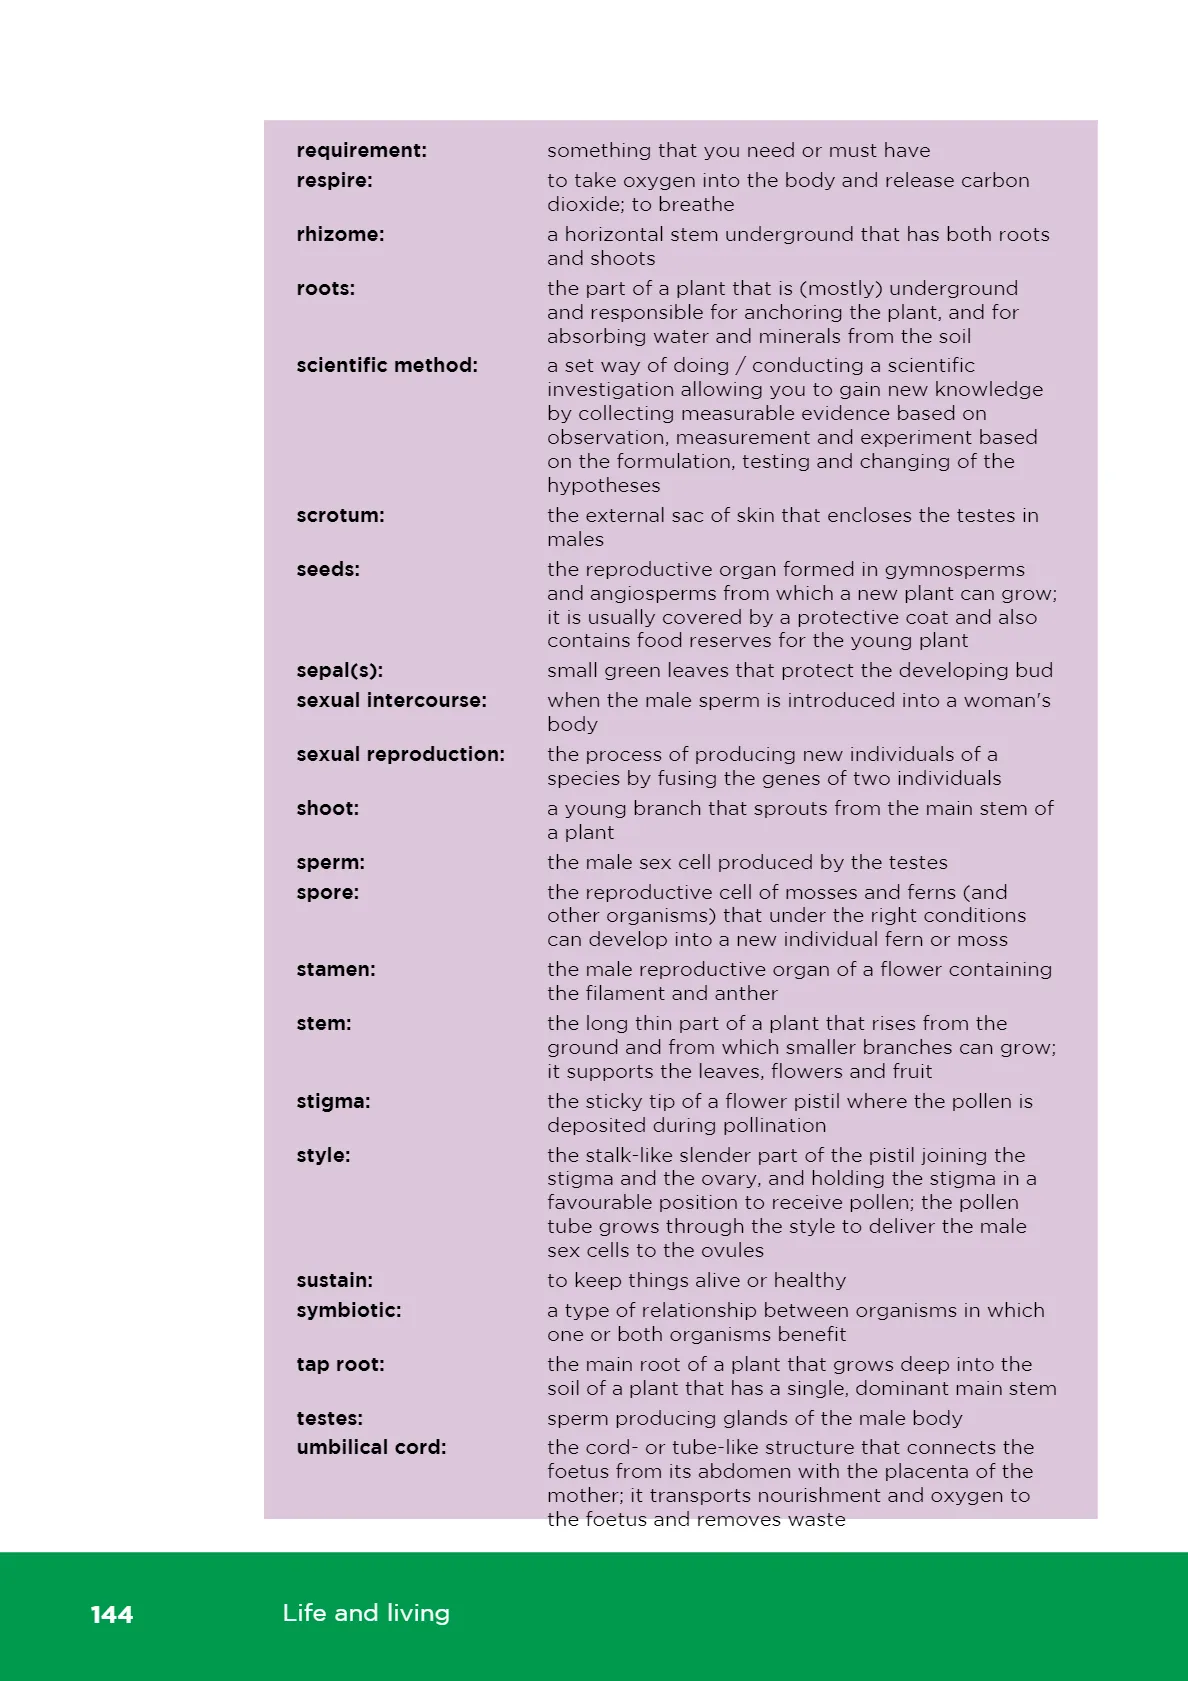 requirement: something that you need or must have
respire: to take oxygen into the body and release carbon
dioxide; to breathe
rhizome: a horizontal stem underground that has both roots
and shoots
roots: the part of a plant that is (mostly) underground
and responsible for anchoring the plant, and for
absorbing water and minerals from the soil
scientific method: a set way of doing / conducting a scientific
investigation allowing you to gain new knowledge
by collecting measurable evidence based on
observation, measurement and experiment based
on the formulation, testing and changing of the
hypotheses
scrotum: the external sac of skin that encloses the testes in
males
seeds: the reproductive organ formed in gymnosperms
and angiosperms from which a new plant can grow;
it is usually covered by a protective coat and also
contains food reserves for the young plant
sepal(s): small green leaves that protect the developing bud
sexual intercourse: when the male sperm is introduced into a woman's
body
sexual reproduction: the process of producing new individuals of a
species by fusing the genes of two individuals
shoot: a young branch that sprouts from the main stem of
a plant
sperm: the male sex cell produced by the testes
spore: the reproductive cell of mosses and ferns (and
other organisms) that under the right conditions
can develop into a new individual fern or moss
stamen: the male reproductive organ of a flower containing
the filament and anther
stem: the long thin part of a plant that rises from the
ground and from which smaller branches can grow;
it supports the leaves, flowers and fruit
stigma: the sticky tip of a flower pistil where the pollen is
deposited during pollination
style: the stalk-like slender part of the pistil joining the
stigma and the ovary, and holding the stigma in a
favourable position to receive pollen; the pollen
tube grows through the style to deliver the male
sex cells to the ovules
sustain: to keep things alive or healthy
symbiotic: a type of relationship between organisms in which
one or both organisms benefit
tap root: the main root of a plant that grows deep into the
soil of a plant that has a single, dominant main stem
testes: sperm producing glands of the male body
umbilical cord: the cord- or tube-like structure that connects the
foetus from its abdomen with the placenta of the
mother; it transports nourishment and oxygen to
the foetus and removes waste
144 Life and living